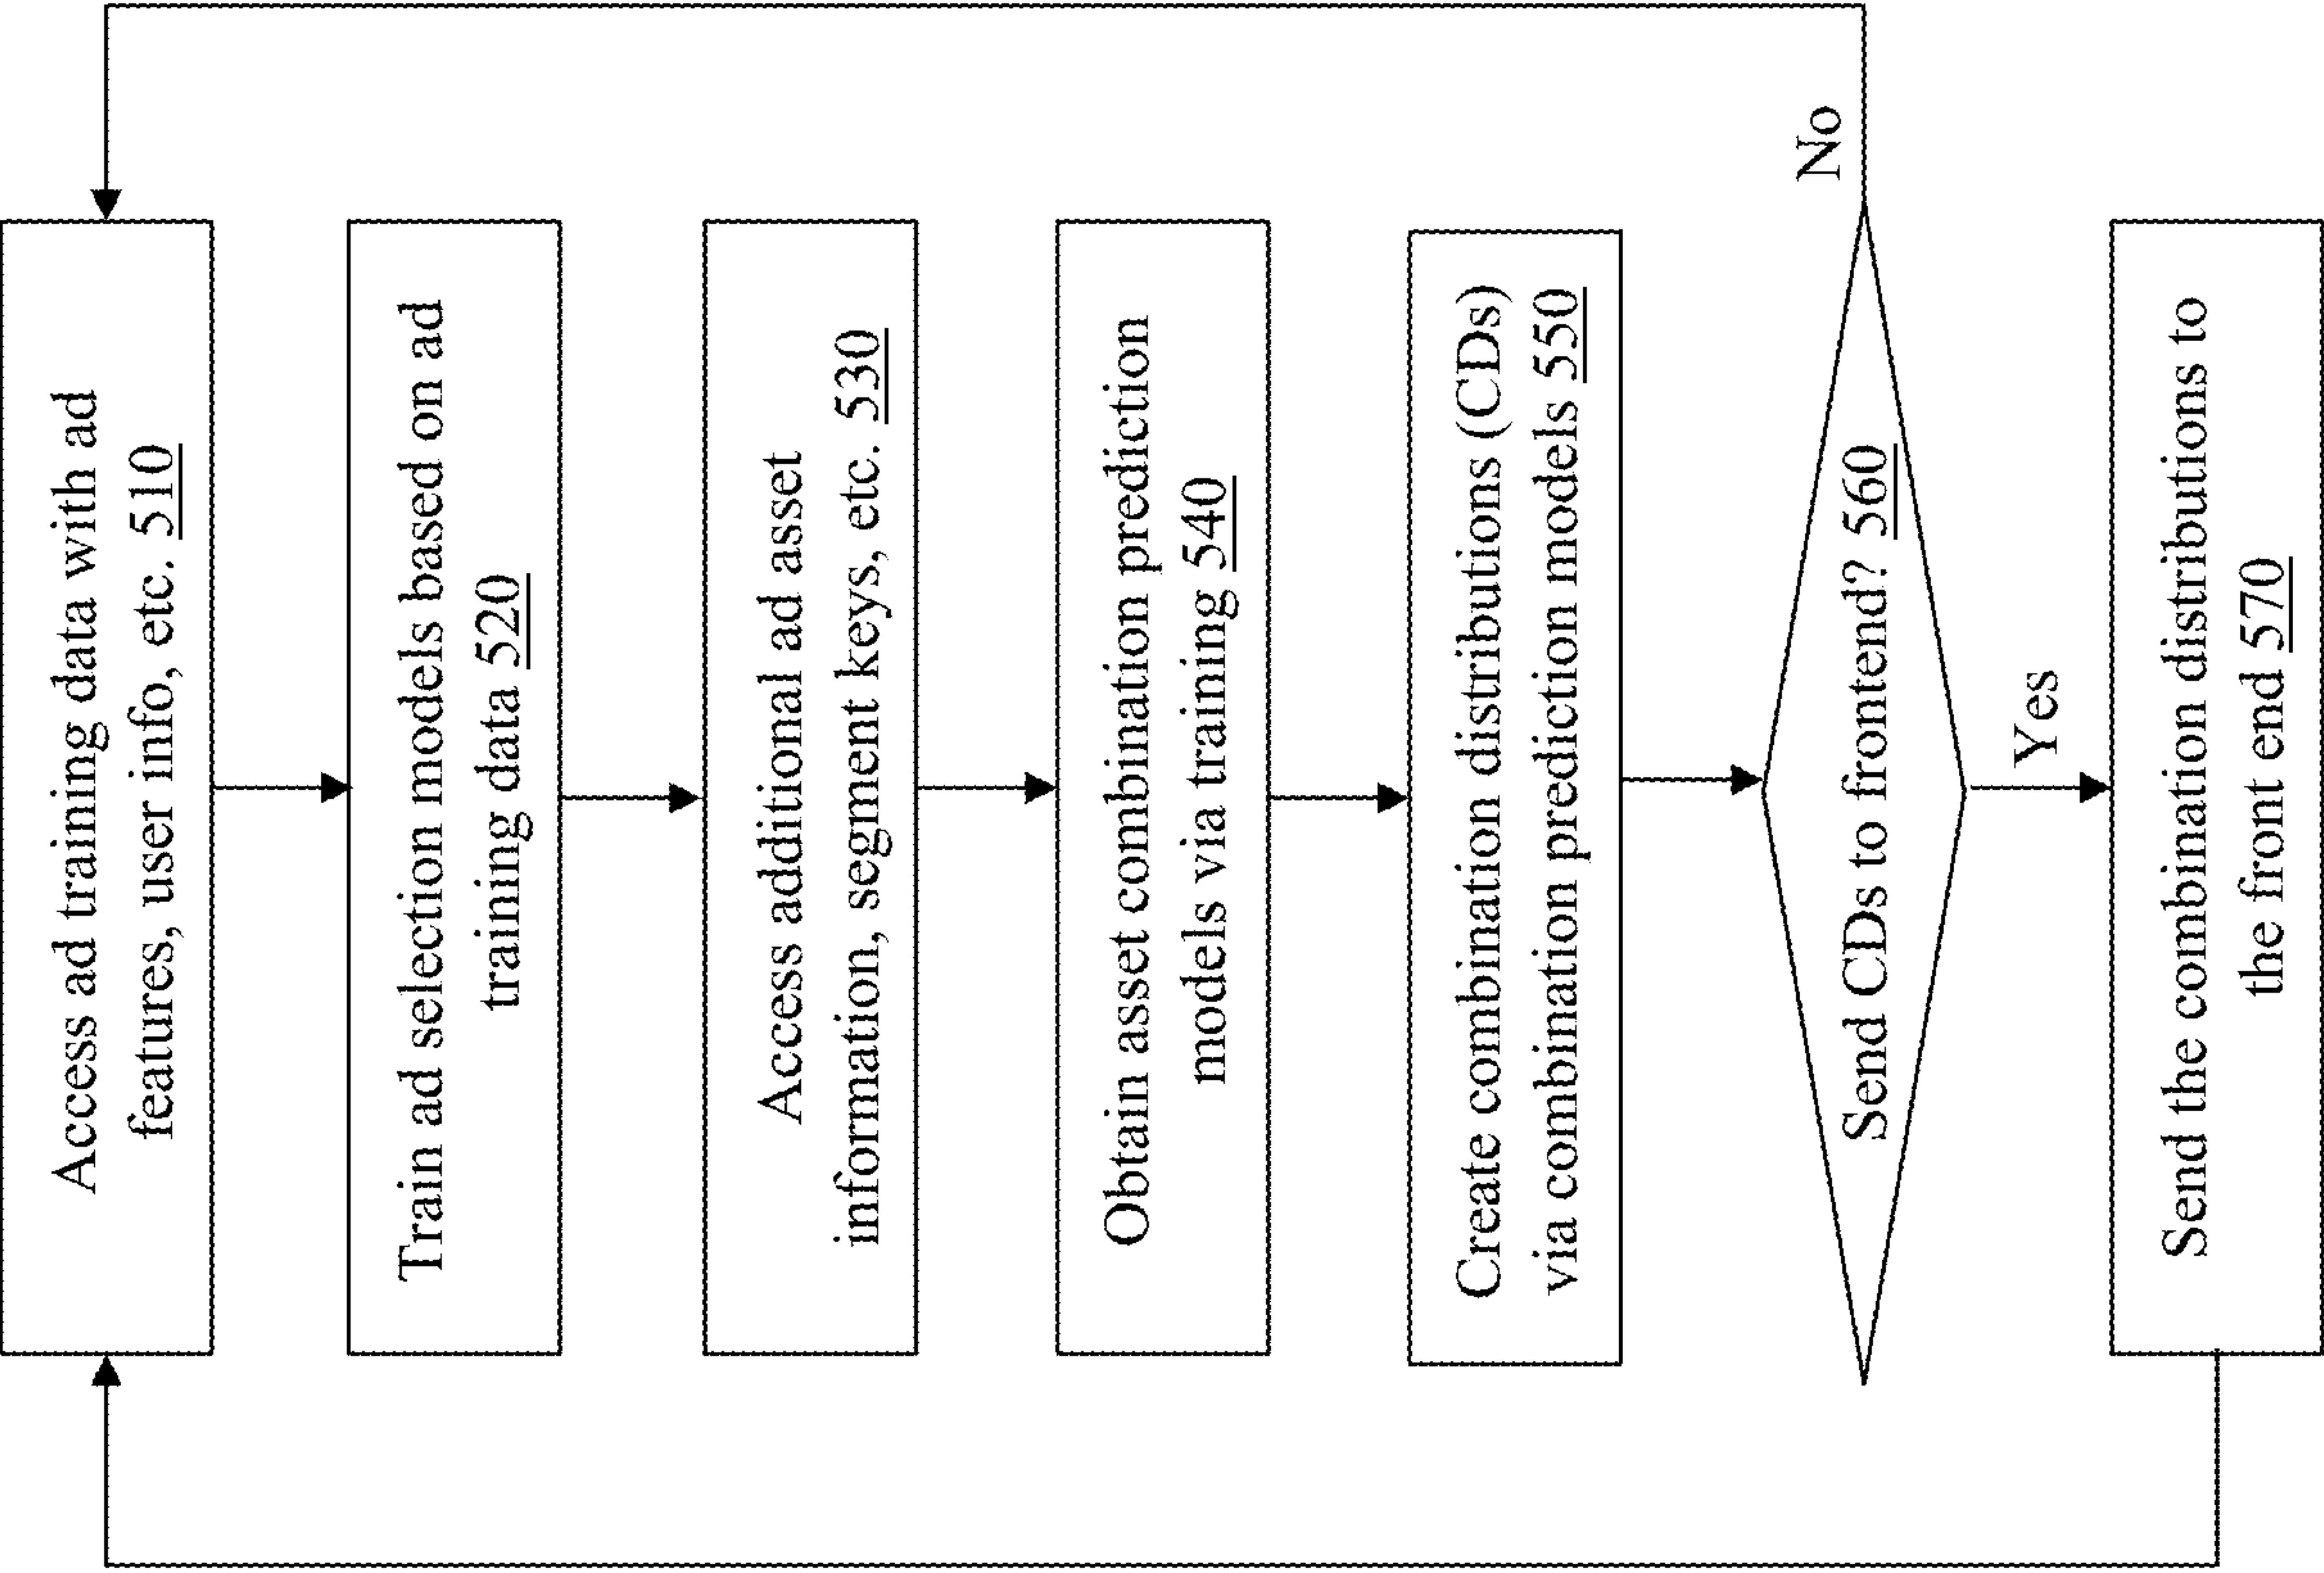 Access ad training data with ad
features, user info, etc. 510
Train ad selection models based on ad
training data 520
Access additional ad asset
information, segment keys, etc. 530
Obtain asset combination prediction
models via training 540
Create combination distributions (CDs)
via combination prediction models 550
Send CDs to frontend? 560
No
Yes
Send the combination distributions to
the front end 570